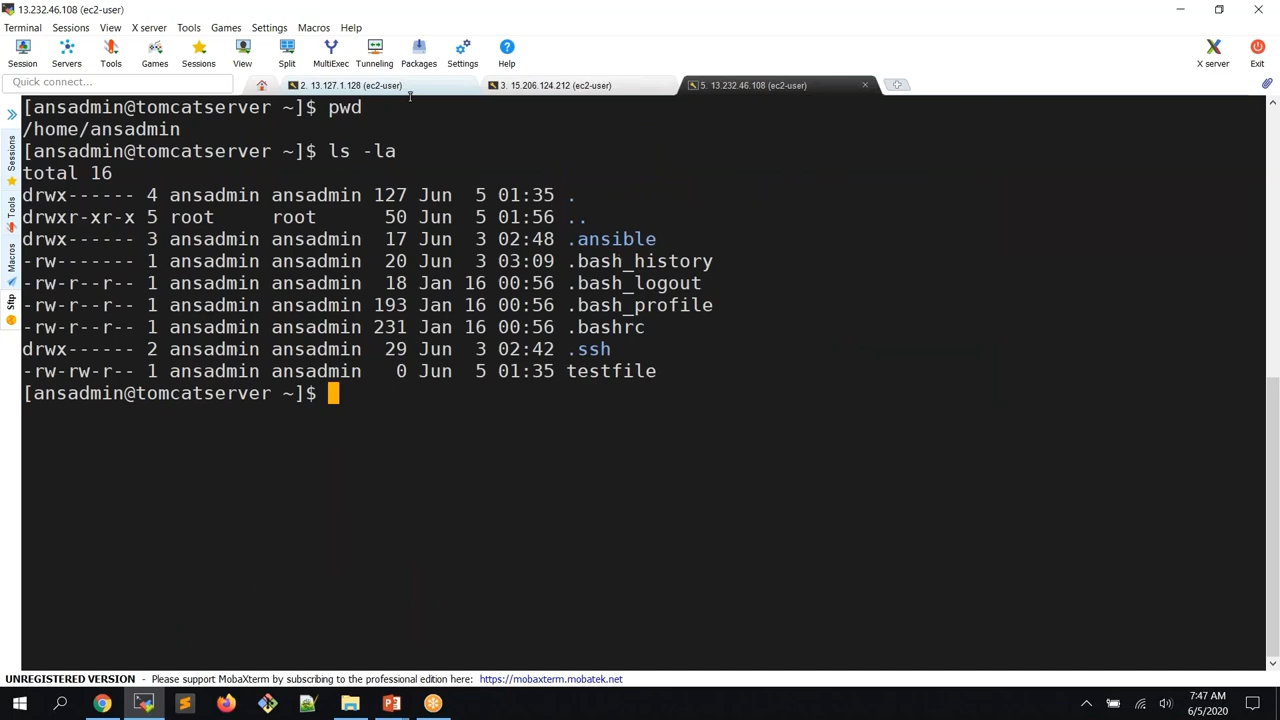 13.232.46.108 (ec2-user)
Terminal Sessions View X server Tools Games Settings Macros Help
Session Servers Tools Games Sessions View Split MultiExec Tunneling Packages Settings Help X server Exit
Quick connect...
2. 13.127.1.128 (ec2-user)
3. 15.206.124.212 (ec2-user)
5. 13.232.46.108 (ec2-user)
Sessions
Tools
Macros
Sftp
[ansadmin@tomcatserver ~]$ pwd
/home/ansadmin
[ansadmin@tomcatserver ~]$ ls -la
total 16
drwx------ 4 ansadmin ansadmin 127 Jun  5 01:35 .
drwxr-xr-x 5 root     root      50 Jun  5 01:56 ..
drwx------ 3 ansadmin ansadmin  17 Jun  3 02:48 .ansible
-rw------- 1 ansadmin ansadmin  20 Jun  3 03:09 .bash_history
-rw-r--r-- 1 ansadmin ansadmin  18 Jan 16 00:56 .bash_logout
-rw-r--r-- 1 ansadmin ansadmin 193 Jan 16 00:56 .bash_profile
-rw-r--r-- 1 ansadmin ansadmin 231 Jan 16 00:56 .bashrc
drwx------ 2 ansadmin ansadmin  29 Jun  3 02:42 .ssh
-rw-rw-r-- 1 ansadmin ansadmin   0 Jun  5 01:35 testfile
[ansadmin@tomcatserver ~]$
UNREGISTERED VERSION - Please support MobaXterm by subscribing to the professional edition here: https://mobaxterm.mobatek.net
7:47 AM
6/5/2020